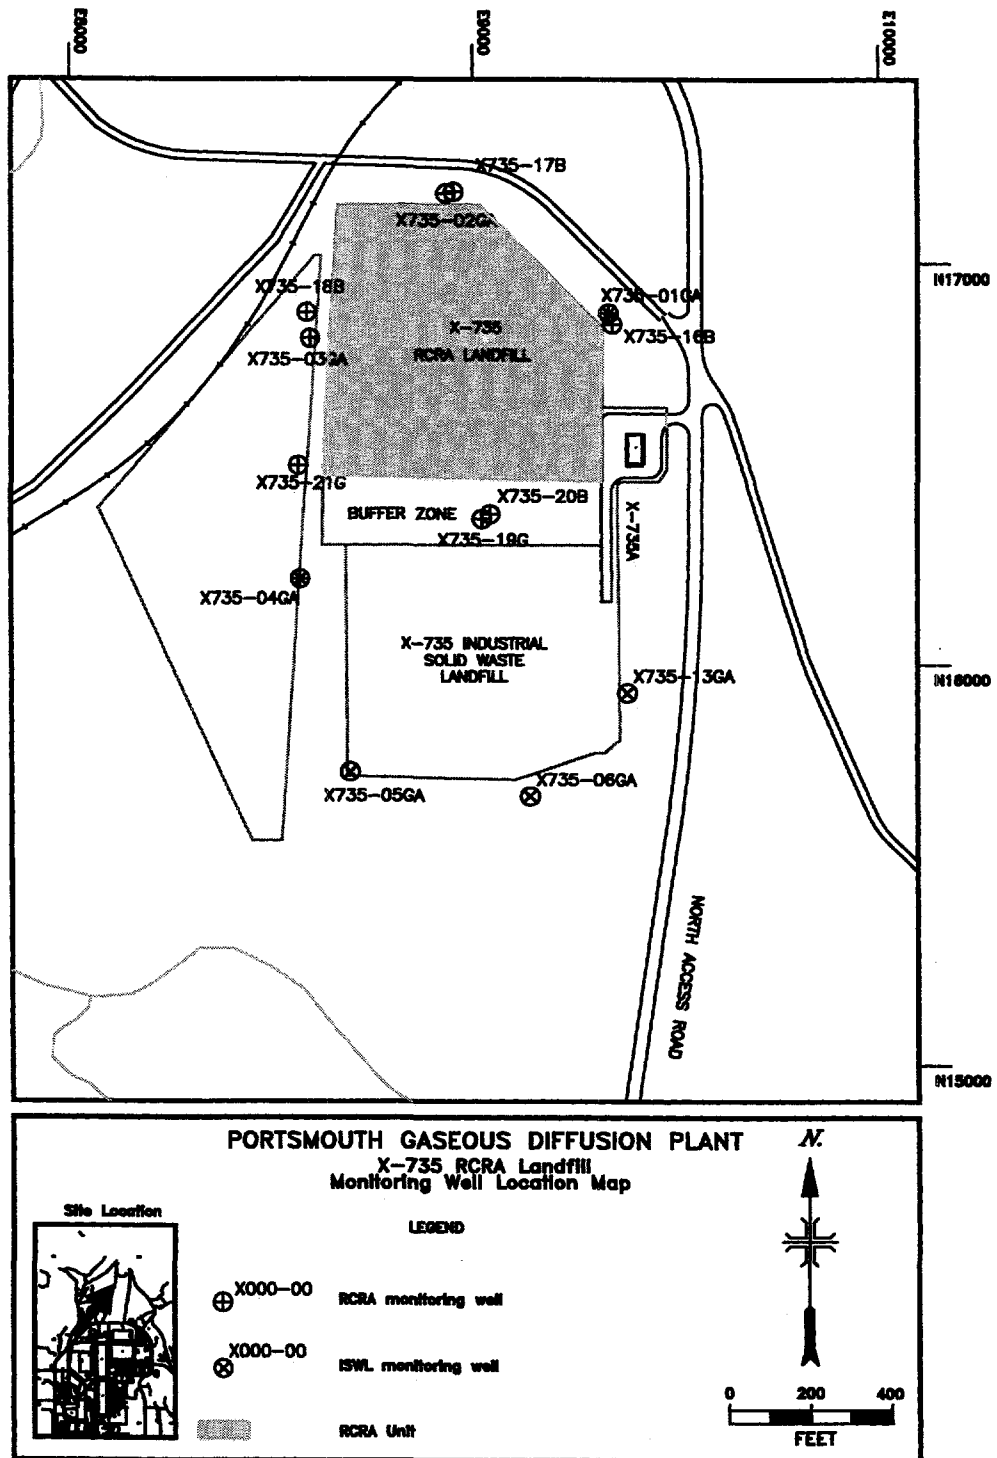 E8000
E9000
E10000
X735-17B
X735-02GA
N17000
X735-18B
X735-01GA
X-735
RCRA LANDFILL
X735-16B
X735-03GA
X735-21G
X735-20B
BUFFER ZONE
X735-19G
X-735A
X735-04GA
X-735 INDUSTRIAL
SOLID WASTE
LANDFILL
X735-13GA
N16000
X735-05GA
X735-06GA
NORTH ACCESS ROAD
N15000
PORTSMOUTH GASEOUS DIFFUSION PLANT
X-735 RCRA Landfill
Monitoring Well Location Map
N.
Site Location
LEGEND
X000-00
RCRA monitoring well
X000-00
ISWL monitoring well
RCRA Unit
0 200 400
FEET